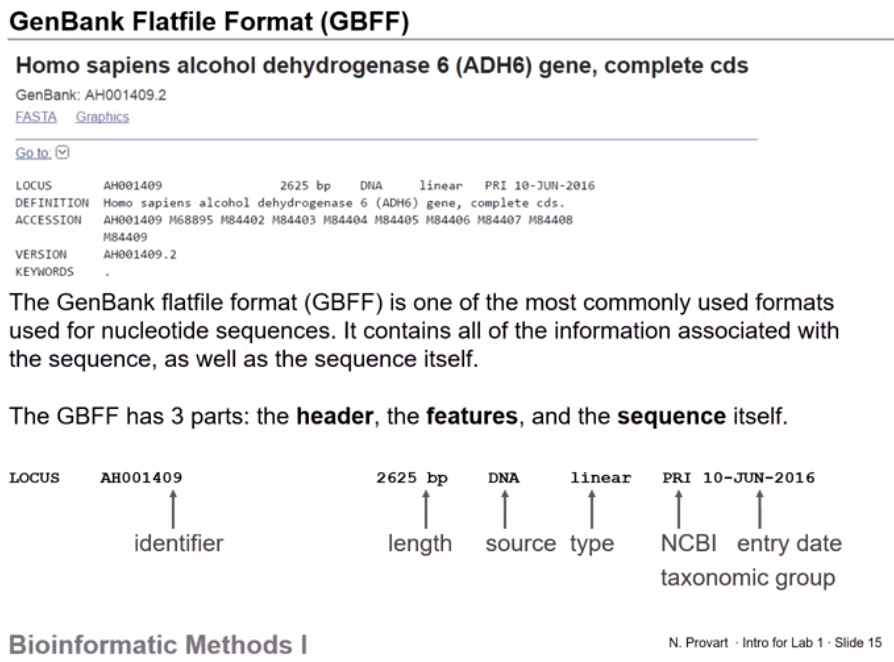 GenBank Flatfile Format (GBFF)
Homo sapiens alcohol dehydrogenase 6 (ADH6) gene, complete cds
GenBank: AH001409.2
FASTA Graphics
Go to:
LOCUS AH001409 2625 bp DNA linear PRI 10-JUN-2016
DEFINITION Homo sapiens alcohol dehydrogenase 6 (ADH6) gene, complete cds.
ACCESSION AH001409 M68895 M84402 M84403 M84404 M84405 M84406 M84407 M84408
M84409
VERSION AH001409.2
KEYWORDS .
The GenBank flatfile format (GBFF) is one of the most commonly used formats
used for nucleotide sequences. It contains all of the information associated with
the sequence, as well as the sequence itself.
The GBFF has 3 parts: the header, the features, and the sequence itself.
LOCUS AH001409 2625 bp DNA linear PRI 10-JUN-2016
identifier length source type NCBI entry date
taxonomic group
Bioinformatic Methods I
N. Provart · Intro for Lab 1 · Slide 15